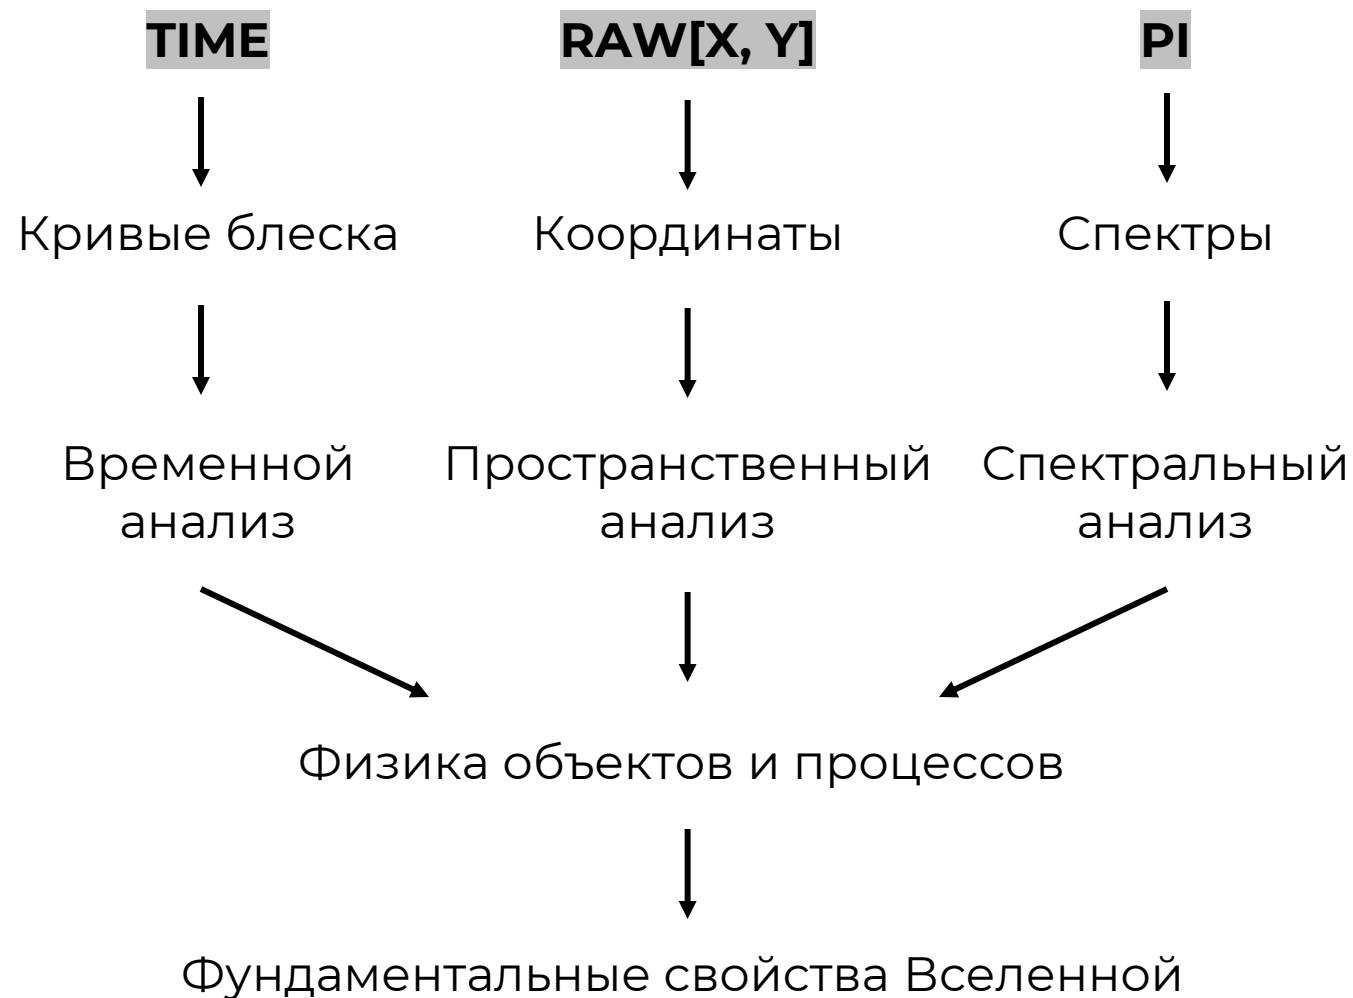 TIME RAW[X, Y] PI
Кривые блеска Координаты Спектры
Временной Пространственный Спектральный
анализ анализ анализ
Физика объектов и процессов
Фундаментальные свойства Вселенной